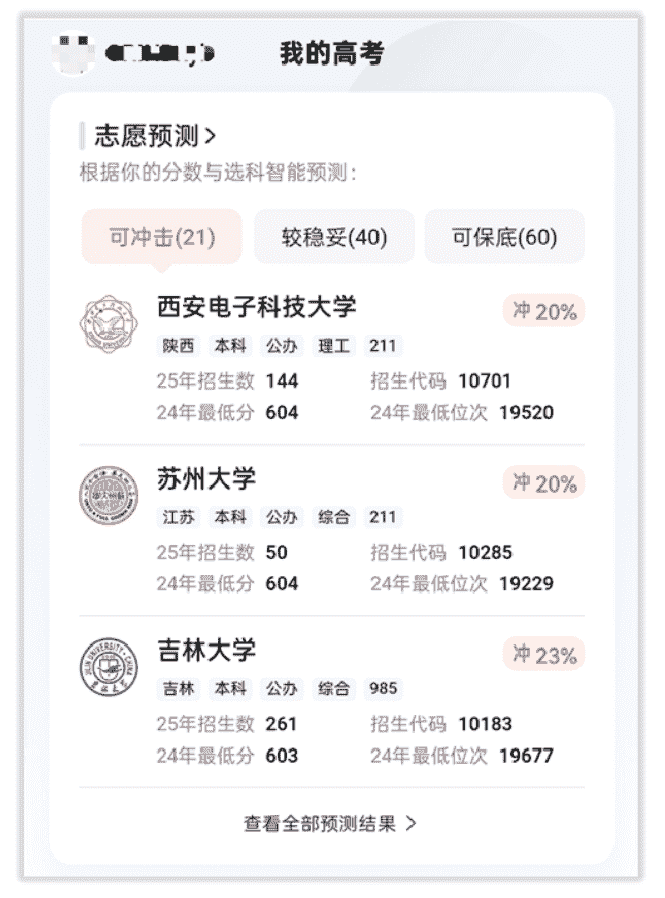 我的高考
志愿预测>
根据你的分数与选科智能预测：
可冲击(21) 较稳妥(40) 可保底(60)
西安电子科技大学 冲 20%
陕西 本科 公办 理工 211
25年招生数 144 招生代码 10701
24年最低分 604 24年最低位次 19520
苏州大学 冲 20%
江苏 本科 公办 综合 211
25年招生数 50 招生代码 10285
24年最低分 604 24年最低位次 19229
吉林大学 冲 23%
吉林 本科 公办 综合 985
25年招生数 261 招生代码 10183
24年最低分 603 24年最低位次 19677
查看全部预测结果 >